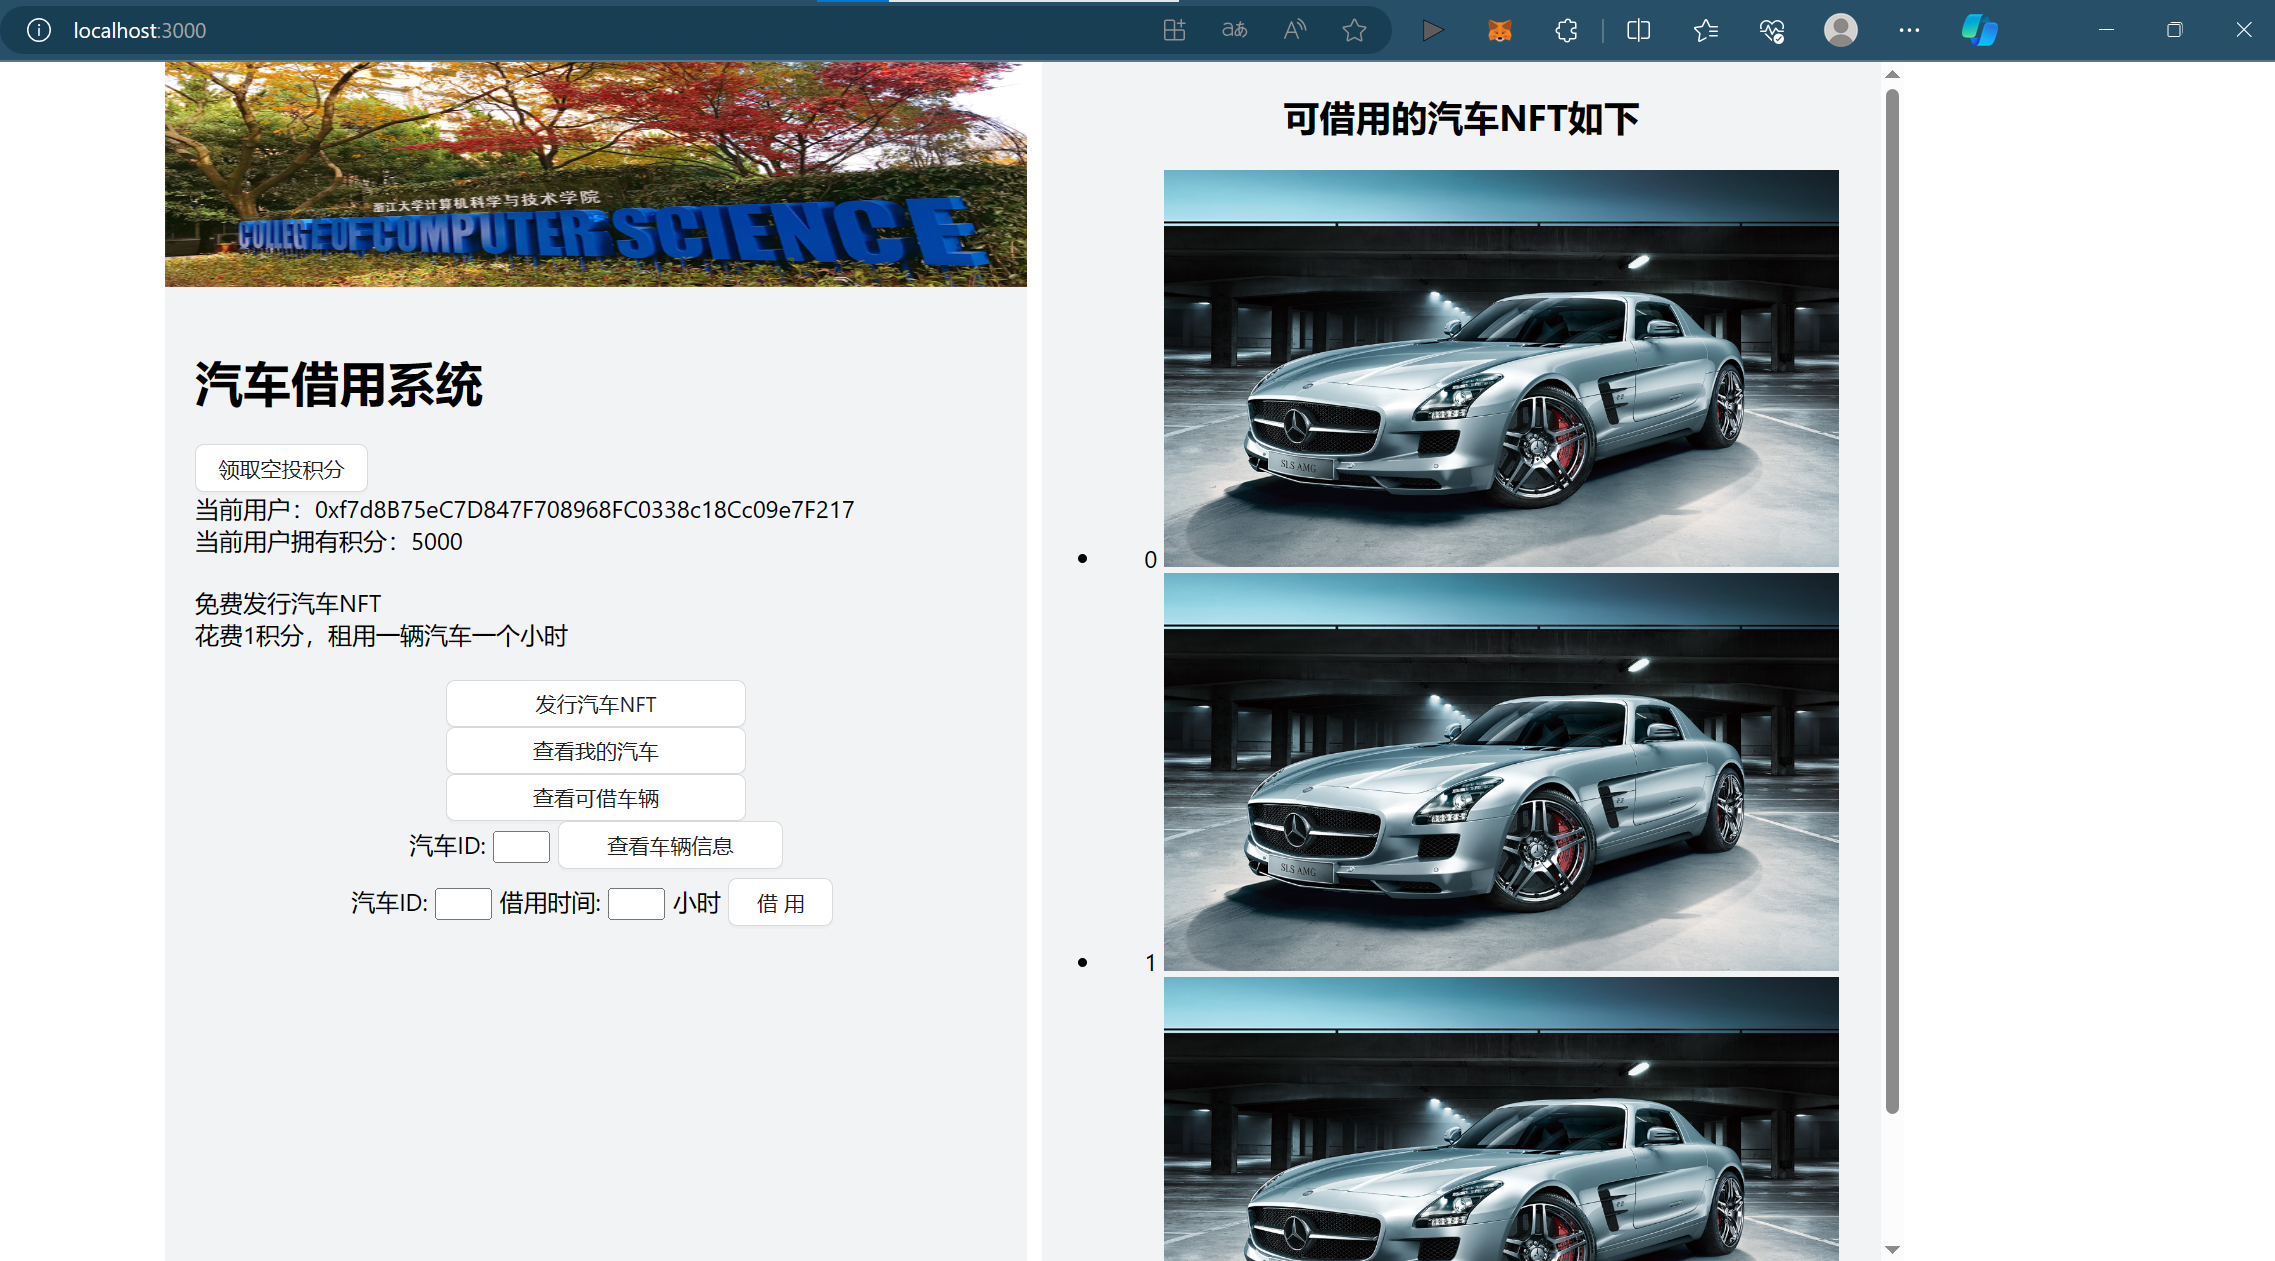 localhost:3000
浙江大学计算机科学与技术学院
COLLEGE OF COMPUTER SCIENCE
汽车借用系统
领取空投积分
当前用户：0xf7d8B75eC7D847F708968FC0338c18Cc09e7F217
当前用户拥有积分：5000
免费发行汽车NFT
花费1积分，租用一辆汽车一个小时
发行汽车NFT
查看我的汽车
查看可借车辆
汽车ID: 查看车辆信息
汽车ID: 借用时间: 小时 借 用
可借用的汽车NFT如下
SLS AMG
0
SLS AMG
1